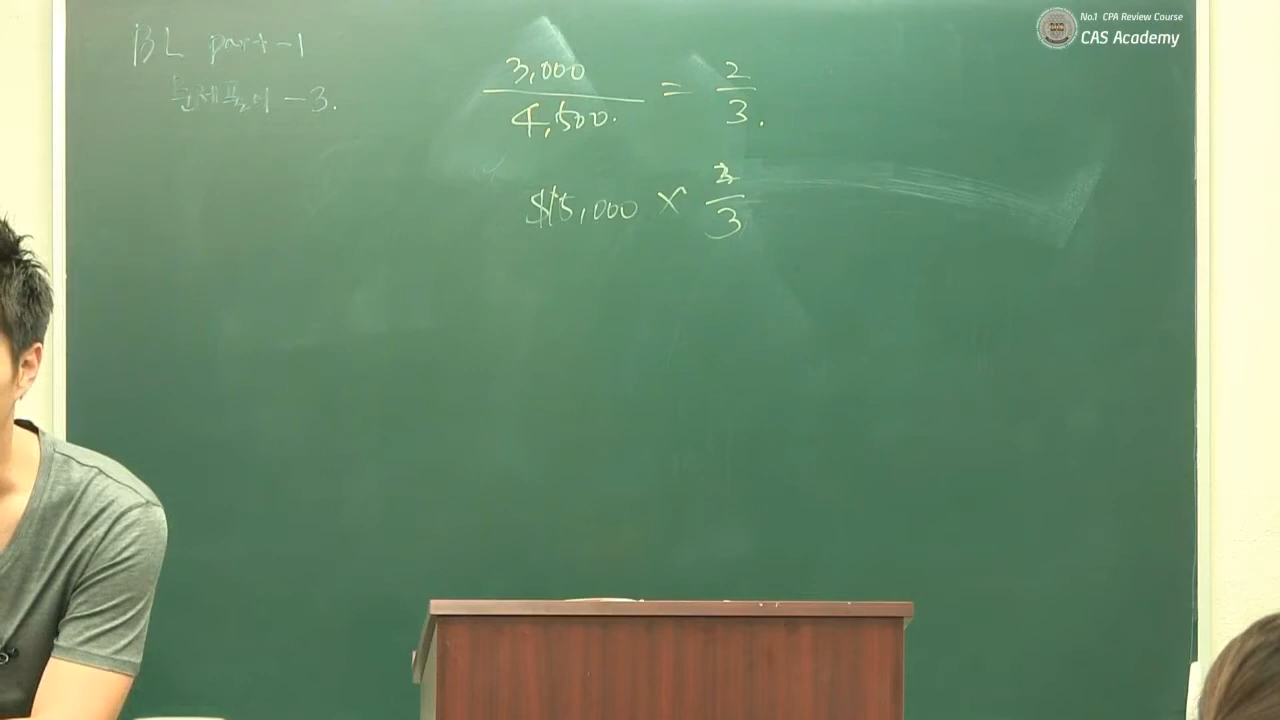 BL part-1
문제풀이 -3.
3,000 / 4,500. = 2/3.
$15,000 × 2/3
No.1 CPA Review Course
CAS Academy